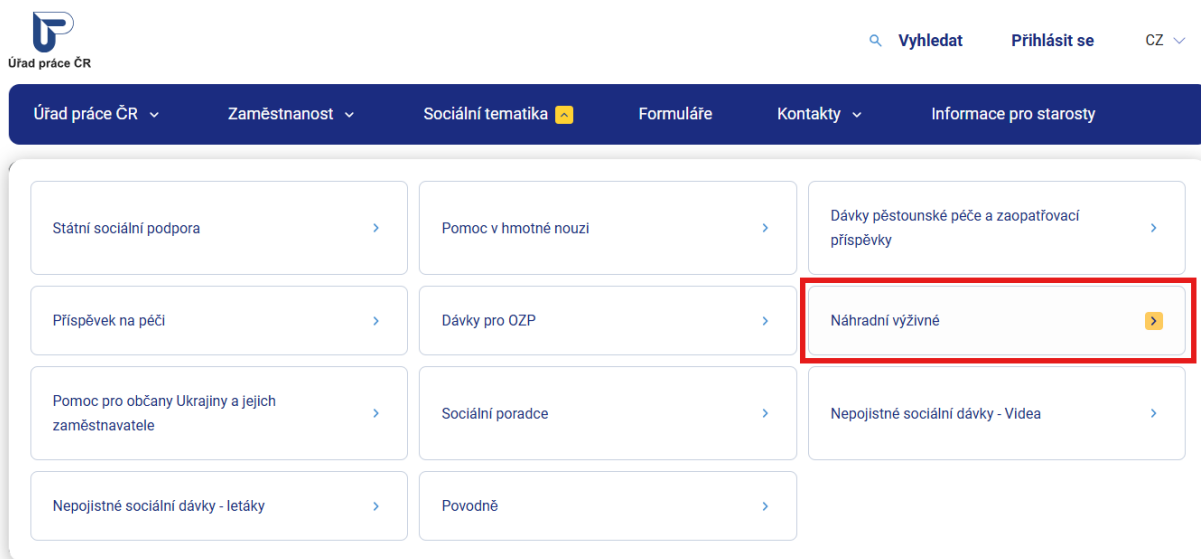 Úřad práce ČR
Vyhledat
Přihlásit se
CZ
Úřad práce ČR
Zaměstnanost
Sociální tematika
Formuláře
Kontakty
Informace pro starosty
Státní sociální podpora
Pomoc v hmotné nouzi
Dávky pěstounské péče a zaopatřovací
příspěvky
Příspěvek na péči
Dávky pro OZP
Náhradní výživné
Pomoc pro občany Ukrajiny a jejich
zaměstnavatele
Sociální poradce
Nepojistné sociální dávky - Videa
Nepojistné sociální dávky - letáky
Povodně